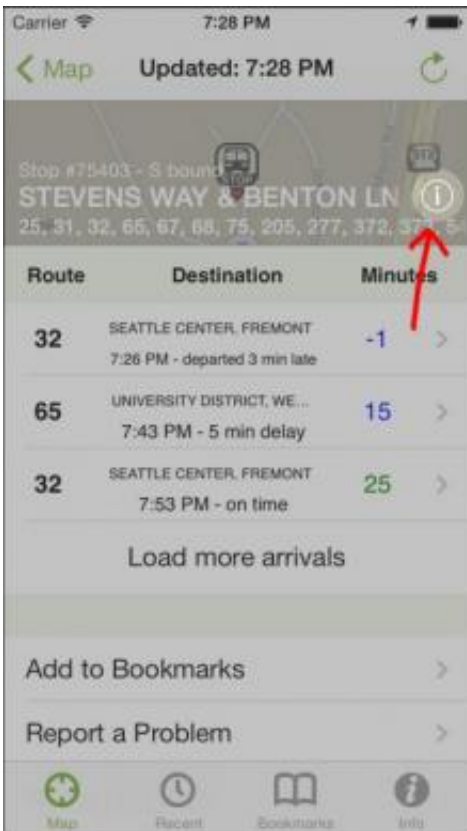 Carrier 7:28 PM
Map Updated: 7:28 PM
Stop #75403 - S bound
STEVENS WAY & BENTON LN
25, 31, 32, 65, 67, 68, 75, 205, 277, 372,
Route Destination Minutes
32 SEATTLE CENTER, FREMONT -1
7:26 PM - departed 3 min late
65 UNIVERSITY DISTRICT, WE... 15
7:43 PM - 5 min delay
32 SEATTLE CENTER, FREMONT 25
7:53 PM - on time
Load more arrivals
Add to Bookmarks
Report a Problem
Map Recent Bookmarks Info